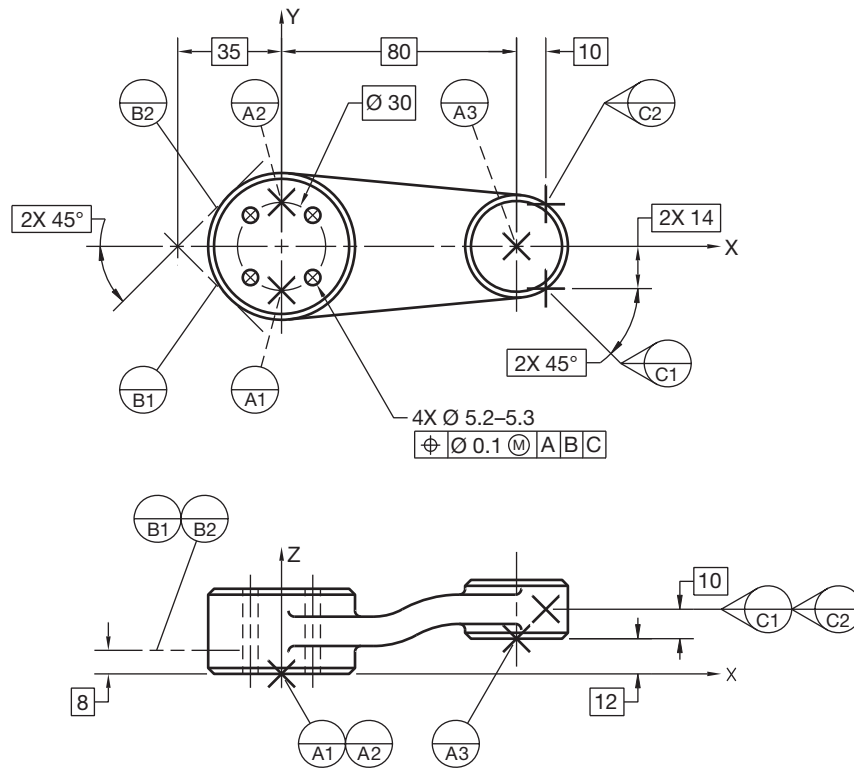 Y
35
80
10
B2
A2
Ø 30
A3
C2
2X 45°
2X 14
X
2X 45°
B1
A1
C1
4X Ø 5.2–5.3
⌖ Ø 0.1 Ⓜ A B C
B1 B2
Z
10
C1 C2
8
12
X
A1 A2
A3